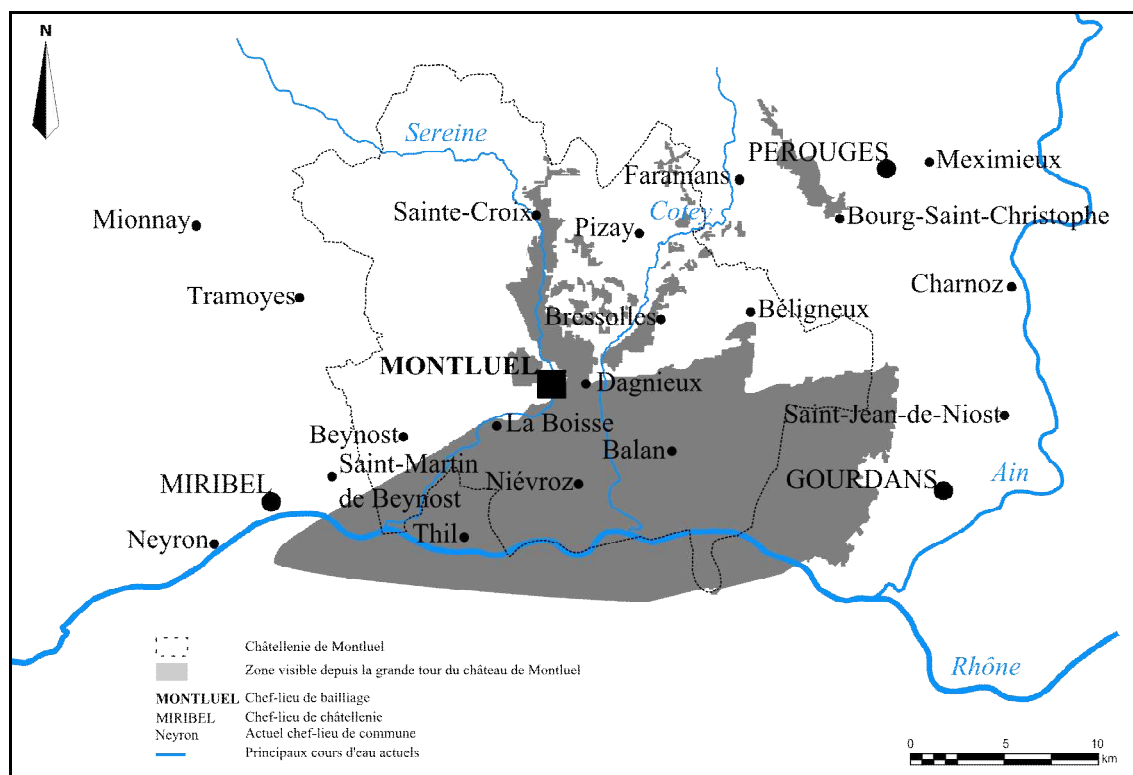 N
Sereine
PEROUGES
Meximieux
Faramans
Mionnay
Sainte-Croix
Cotey
Pizay
Bourg-Saint-Christophe
Tramoyes
Charnoz
Bressolles
Béligneux
MONTLUEL
Dagnieux
Saint-Jean-de-Niost
La Boisse
Beynost
Balan
Saint-Martin
de Beynost
MIRIBEL
Niévroz
GOURDANS
Ain
Neyron
Thil
Rhône
Châtellenie de Montluel
Zone visible depuis la grande tour du château de Montluel
MONTLUEL Chef-lieu de bailliage
MIRIBEL Chef-lieu de châtellenie
Neyron Actuel chef-lieu de commune
Principaux cours d'eau actuels
0 5 10
km